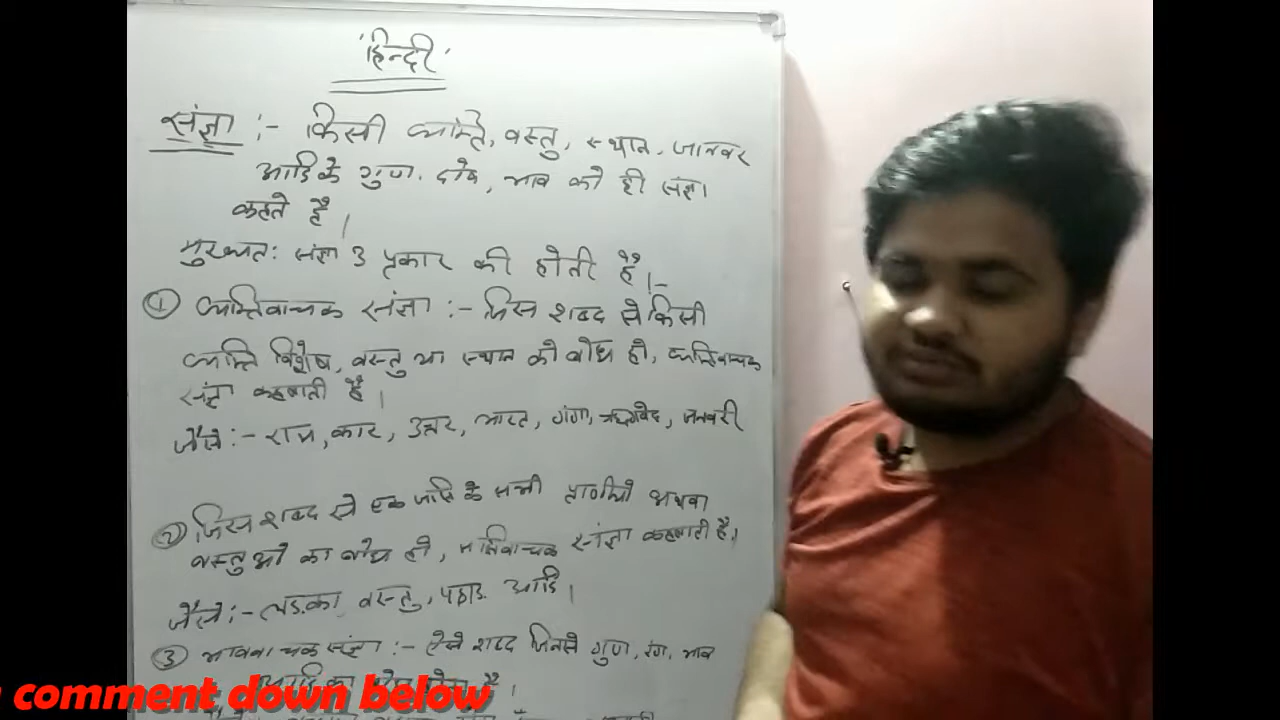 'हिन्दी'
संज्ञा :- किसी व्यक्ति, वस्तु, स्थान, जानवर
आदि के गुण, दोष, भाव को ही संज्ञा
कहते है।
मुख्यतः संज्ञा 3 प्रकार की होती है।-
① व्यक्तिवाचक संज्ञा :- जिस शब्द से किसी
व्यक्ति विशेष, वस्तु या स्थान को बोध हो, व्यक्तिवाचक
संज्ञा कहलाती है।
जैसे :- राम, कार, उत्तर, भारत, गंगा, ऋग्वेद, जनवरी
② जिस शब्द से एक जाति के सभी प्राणीयो अथवा
वस्तुओ का बोध हो, जातिवाचक संज्ञा कहलाती है।
जैसे :- लड़का, वस्तु, पहाड़ आदि।
③ भाववाचक संज्ञा :- ऐसे शब्द जिनसे गुण, रंग, भाव
आदि का है।
comment down below